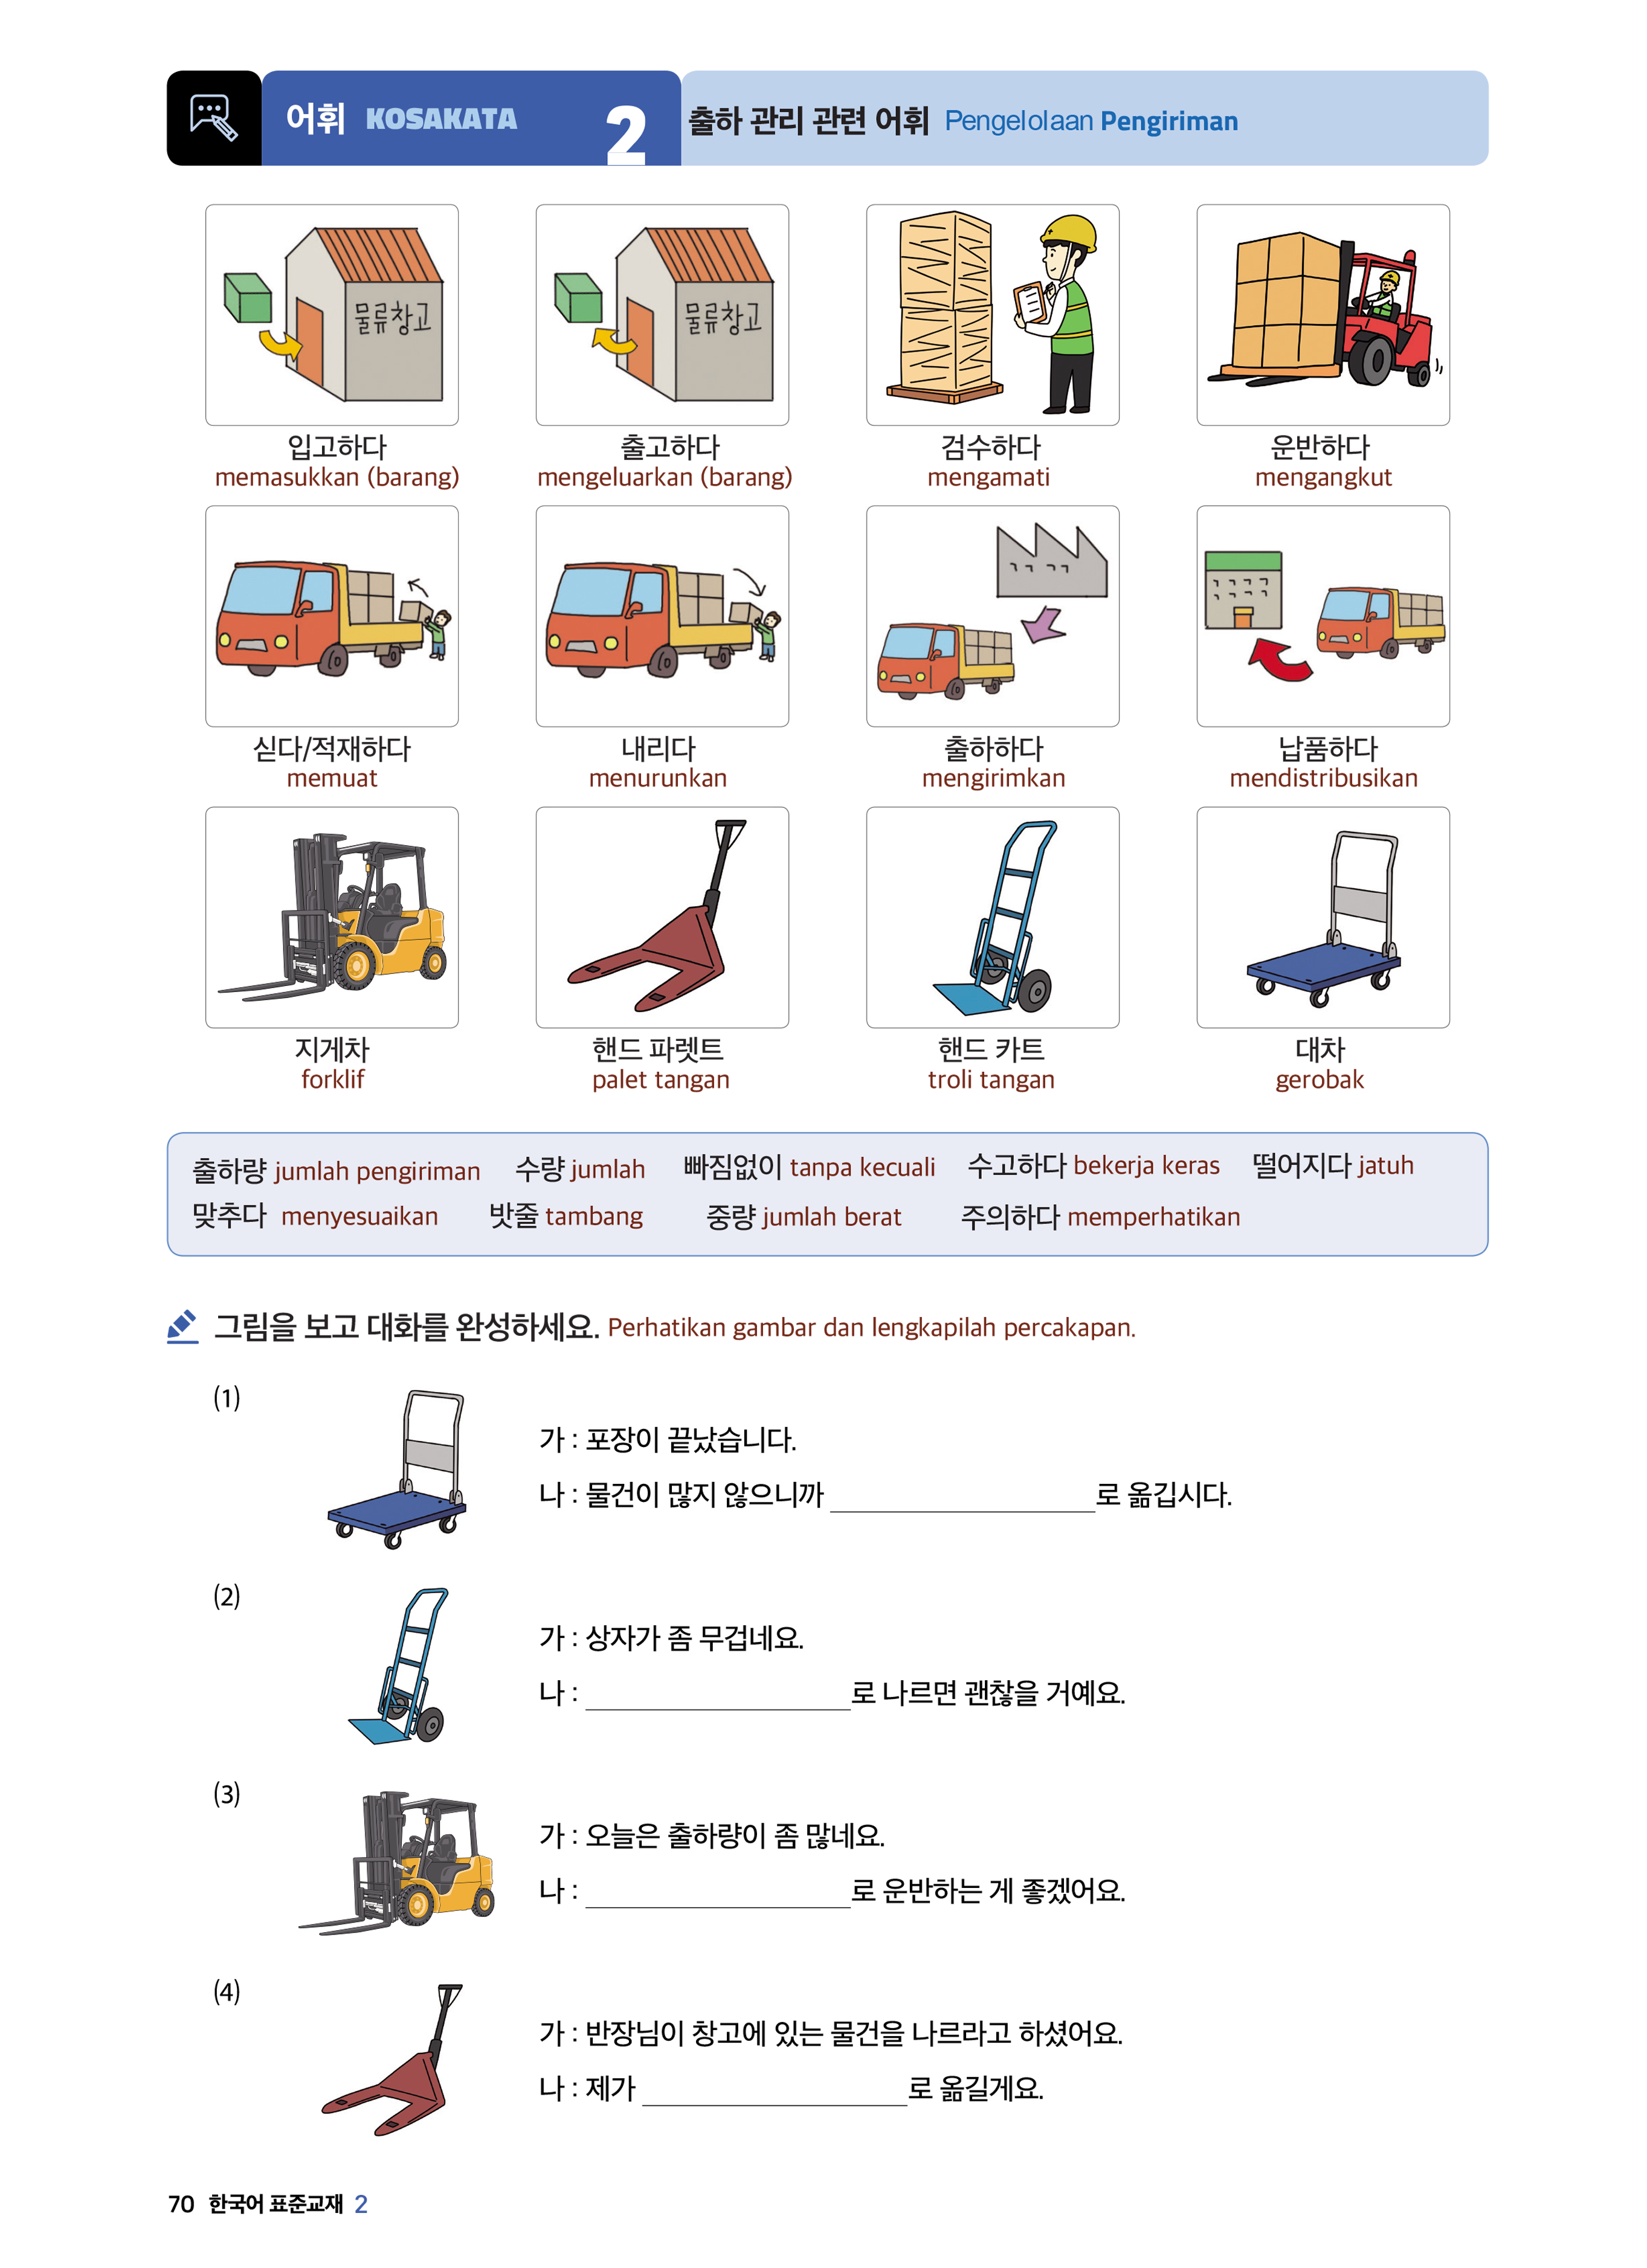 어휘 KOSAKATA 2 출하 관리 관련 어휘 Pengelolaan Pengiriman
물류창고 물류창고
입고하다 출고하다 검수하다 운반하다
memasukkan (barang) mengeluarkan (barang) mengamati mengangkut
싣다/적재하다 내리다 출하하다 납품하다
memuat menurunkan mengirimkan mendistribusikan
지게차 핸드 파렛트 핸드 카트 대차
forklif palet tangan troli tangan gerobak
출하량 jumlah pengiriman 수량 jumlah 빠짐없이 tanpa kecuali 수고하다 bekerja keras 떨어지다 jatuh
맞추다 menyesuaikan 밧줄 tambang 중량 jumlah berat 주의하다 memperhatikan
그림을 보고 대화를 완성하세요. Perhatikan gambar dan lengkapilah percakapan.
(1)
가 : 포장이 끝났습니다.
나 : 물건이 많지 않으니까 ____________________로 옮깁시다.
(2)
가 : 상자가 좀 무겁네요.
나 : ____________________로 나르면 괜찮을 거예요.
(3)
가 : 오늘은 출하량이 좀 많네요.
나 : ____________________로 운반하는 게 좋겠어요.
(4)
가 : 반장님이 창고에 있는 물건을 나르라고 하셨어요.
나 : 제가 ____________________로 옮길게요.
70 한국어 표준교재 2